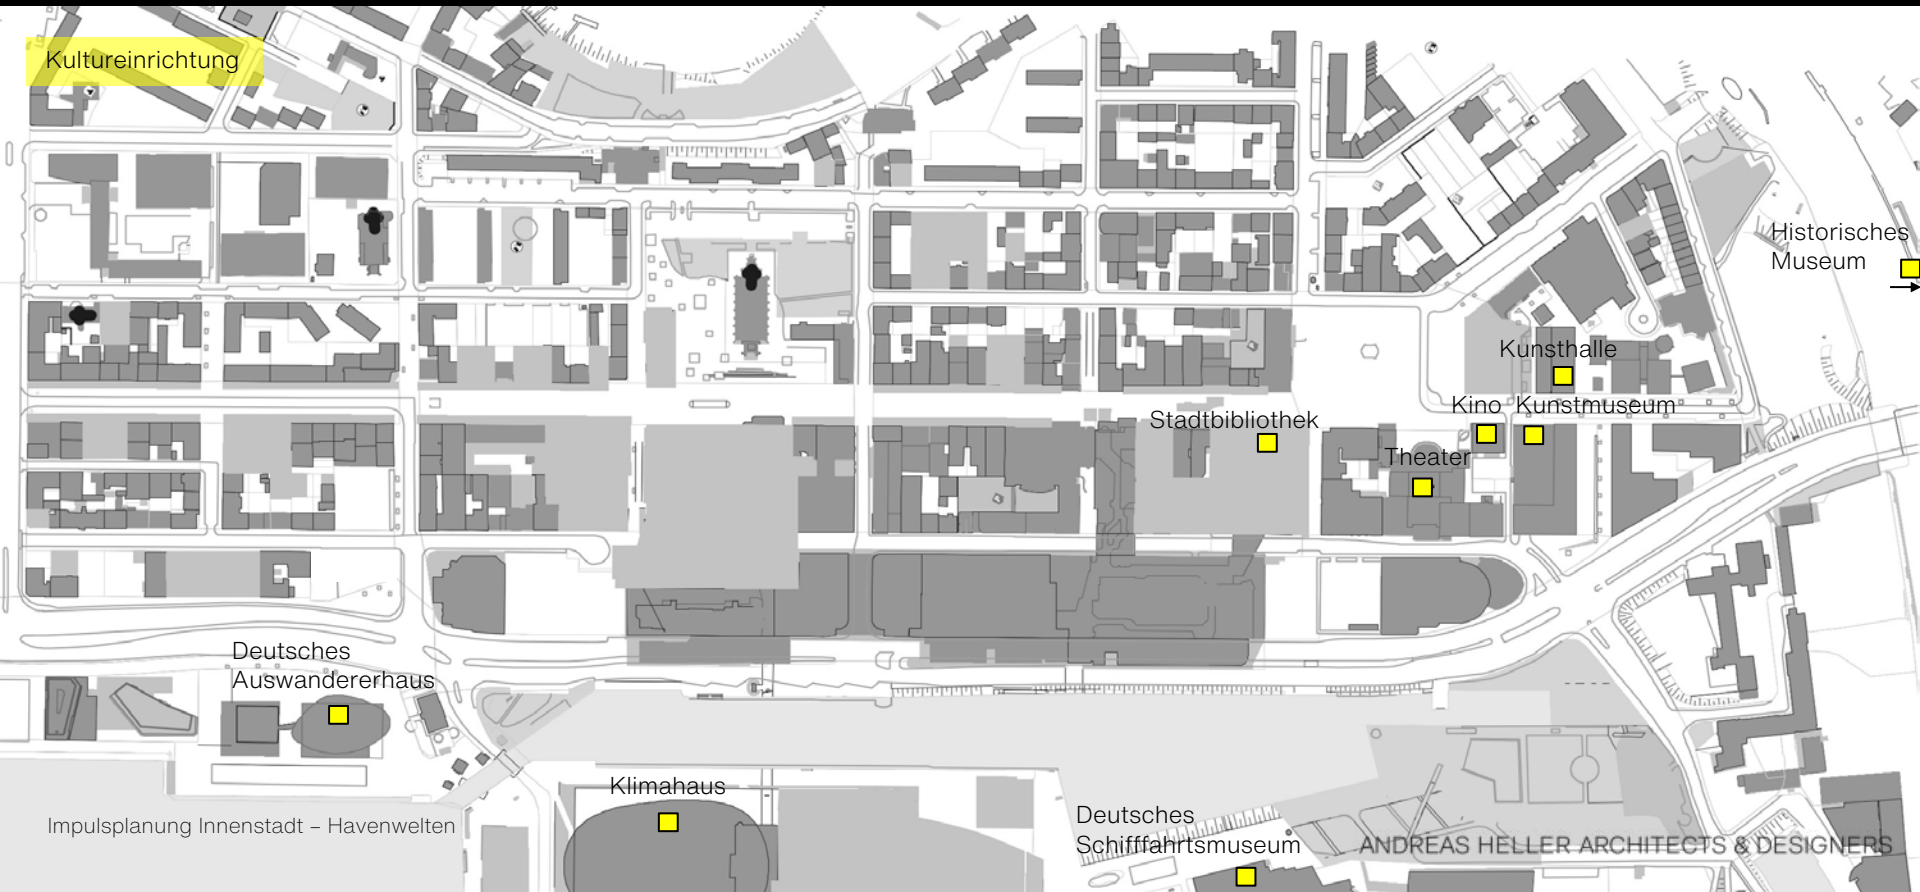 Kultureinrichtung
Historisches
Museum
Kunsthalle
Kino
Kunstmuseum
Stadtbibliothek
Theater
Deutsches
Auswandererhaus
Klimahaus
Deutsches
Schifffahrtsmuseum
Impulsplanung Innenstadt – Havenwelten
ANDREAS HELLER ARCHITECTS & DESIGNERS